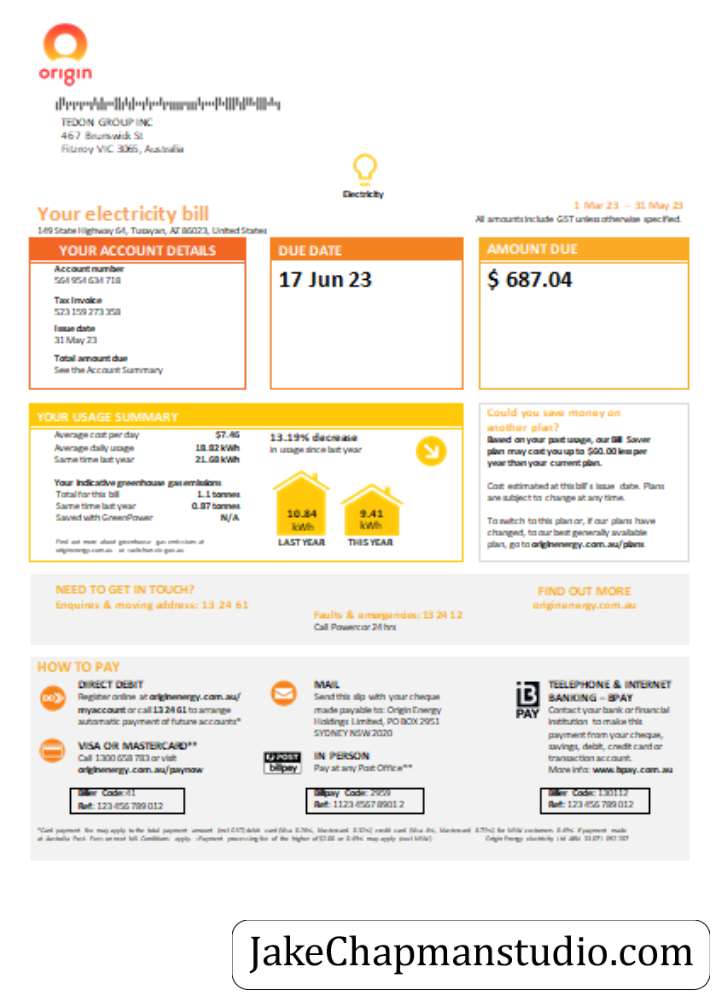 origin
TEDON GROUP INC
467 Brunswick St
Fitzroy VIC 3065, Australia
Electricity
Your electricity bill
1 Mar 23 – 31 May 23
All amounts include GST unless otherwise specified.
149 State Highway 64, Tusayan, AZ 86023, United States
YOUR ACCOUNT DETAILS
Account number
564 954 634 718
Tax Invoice
523 159 273 358
Issue date
31 May 23
Total amount due
See the Account Summary
DUE DATE
17 Jun 23
AMOUNT DUE
$ 687.04
YOUR USAGE SUMMARY
Average cost per day $7.46
Average daily usage 18.82 kWh
Same time last year 21.68 kWh
Your indicative greenhouse gas emissions
Total for this bill 1.1 tonnes
Same time last year 0.87 tonnes
Saved with GreenPower N/A
Find out more about greenhouse gas emissions at
originenergy.com.au or
13.19% decrease
in usage since last year
10.84
kWh
LAST YEAR
9.41
kWh
THIS YEAR
Could you save money on
another plan?
Based on your past usage, our Bill Saver
plan may cost you up to $60.00 less per
year than your current plan.
Cost estimated at this bill's issue date. Plans
are subject to change at any time.
To switch to this plan or, if our plans have
changed, to our best generally available
plan, go to originenergy.com.au/plans
NEED TO GET IN TOUCH?
Enquires & moving address: 13 24 61
Faults & emergencies: 13 24 12
Call Powercor 24 hrs
FIND OUT MORE
originenergy.com.au
HOW TO PAY
DIRECT DEBIT
Register online at originenergy.com.au/
myaccount or call 13 24 61 to arrange
automatic payment of future accounts*
VISA OR MASTERCARD**
Call 1300 658 783 or visit
originenergy.com.au/paynow
Biller Code: 41
Ref: 123 456 789 012
MAIL
Send this slip with your cheque
made payable to: Origin Energy
Holdings Limited, PO BOX 2951
SYDNEY NSW 2020
POST
billpay
IN PERSON
Pay at any Post Office**
Billpay Code: 2959
Ref: 1123 4567 8901 2
B
PAY
TEELEPHONE & INTERNET
BANKING – BPAY
Contact your bank or financial
institution to make this
payment from your cheque,
savings, debit, credit card or
transaction account.
More info: www.bpay.com.au
Biller Code: 130112
Ref: 123 456 789 012
JakeChapmanstudio.com